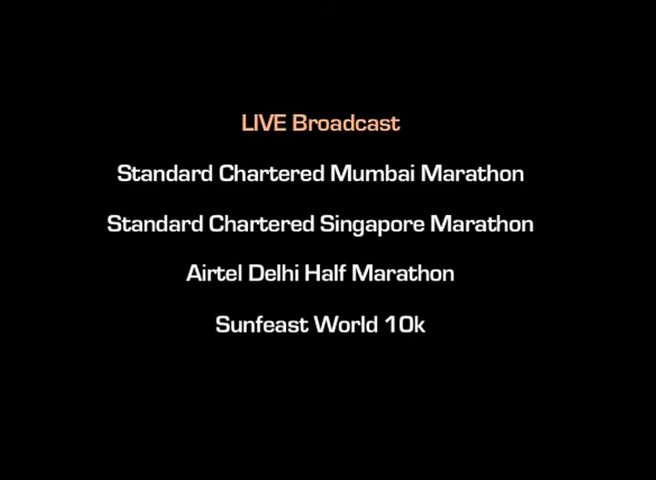 LIVE Broadcast
Standard Chartered Mumbai Marathon
Standard Chartered Singapore Marathon
Airtel Delhi Half Marathon
Sunfeast World 10k